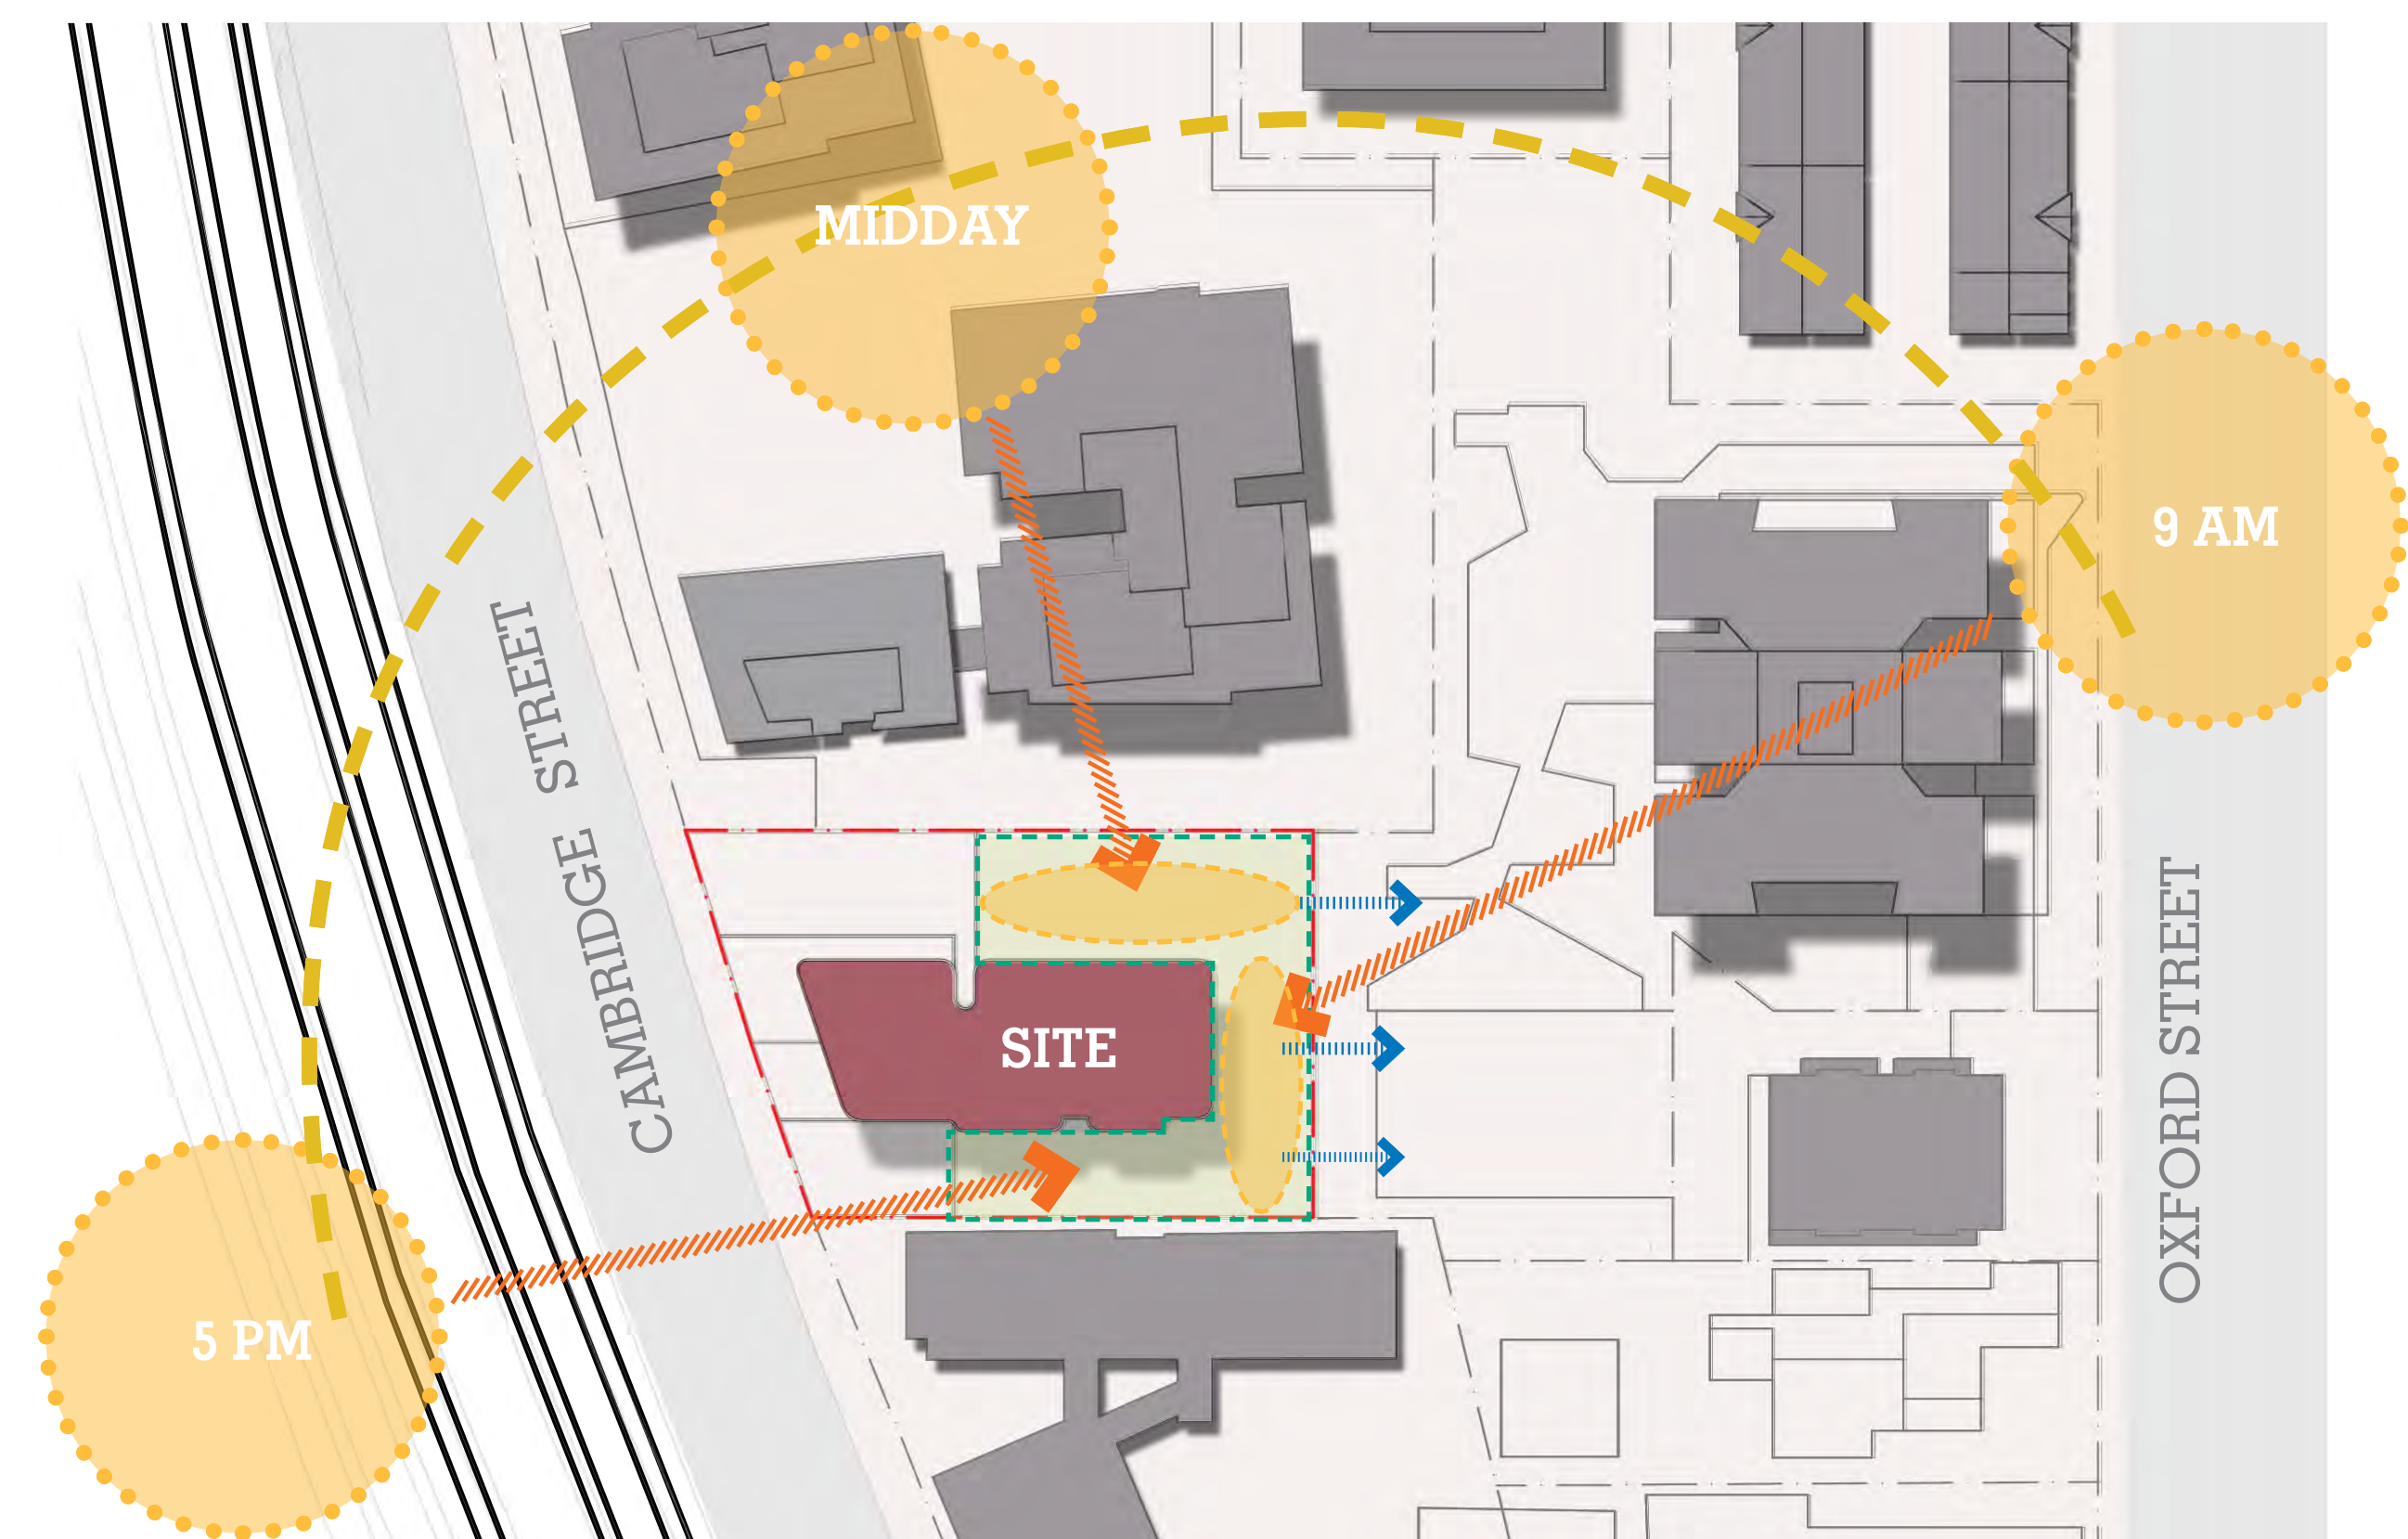 MIDDAY
9 AM
CAMBRIDGE STREET
SITE
OXFORD STREET
5 PM